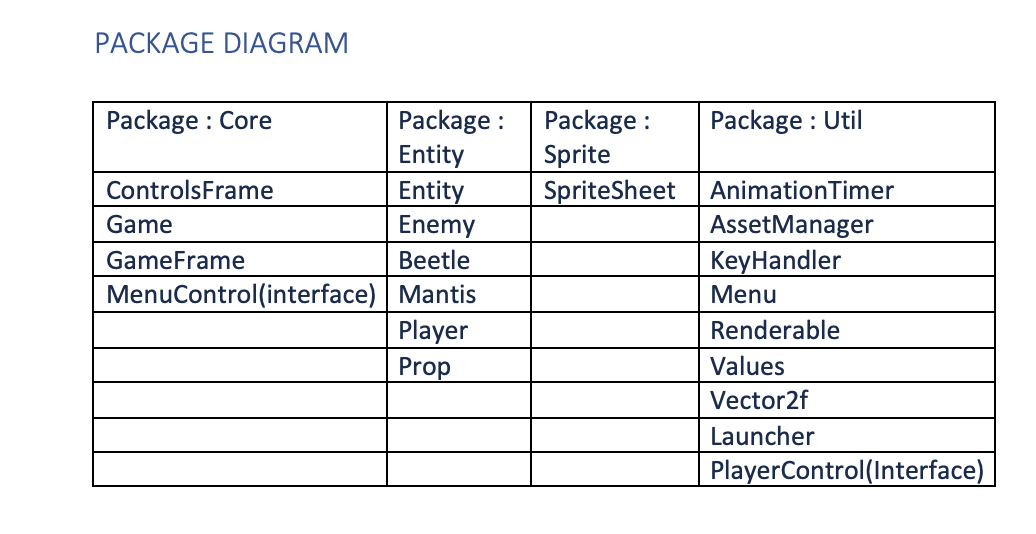 PACKAGE DIAGRAM
Package : Core
Package : Entity
Package : Sprite
Package : Util
ControlsFrame
Entity
SpriteSheet
AnimationTimer
Game
Enemy
AssetManager
GameFrame
Beetle
KeyHandler
MenuControl(interface)
Mantis
Menu
Player
Renderable
Prop
Values
Vector2f
Launcher
PlayerControl(Interface)